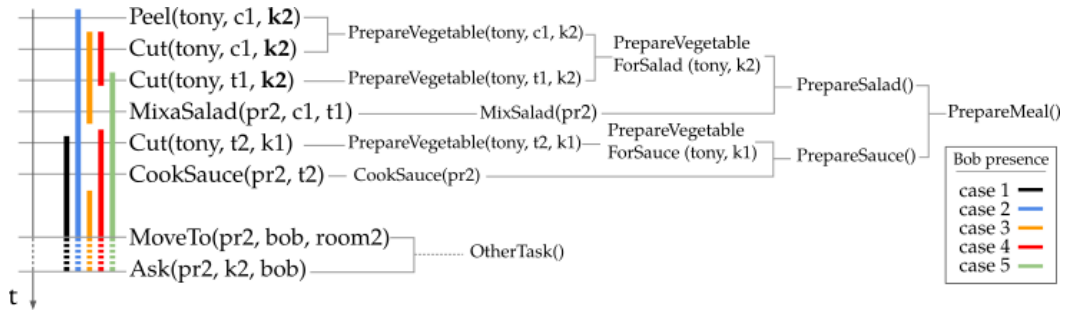 Peel(tony, c1, k2)
Cut(tony, c1, k2)
Cut(tony, t1, k2)
MixaSalad(pr2, c1, t1)
Cut(tony, t2, k1)
CookSauce(pr2, t2)
MoveTo(pr2, bob, room2)
Ask(pr2, k2, bob)
t
PrepareVegetable(tony, c1, k2)
PrepareVegetable(tony, t1, k2)
MixSalad(pr2)
PrepareVegetable(tony, t2, k1)
CookSauce(pr2)
OtherTask()
PrepareVegetable
ForSalad (tony, k2)
PrepareVegetable
ForSauce (tony, k1)
PrepareSalad()
PrepareSauce()
PrepareMeal()
Bob presence
case 1
case 2
case 3
case 4
case 5